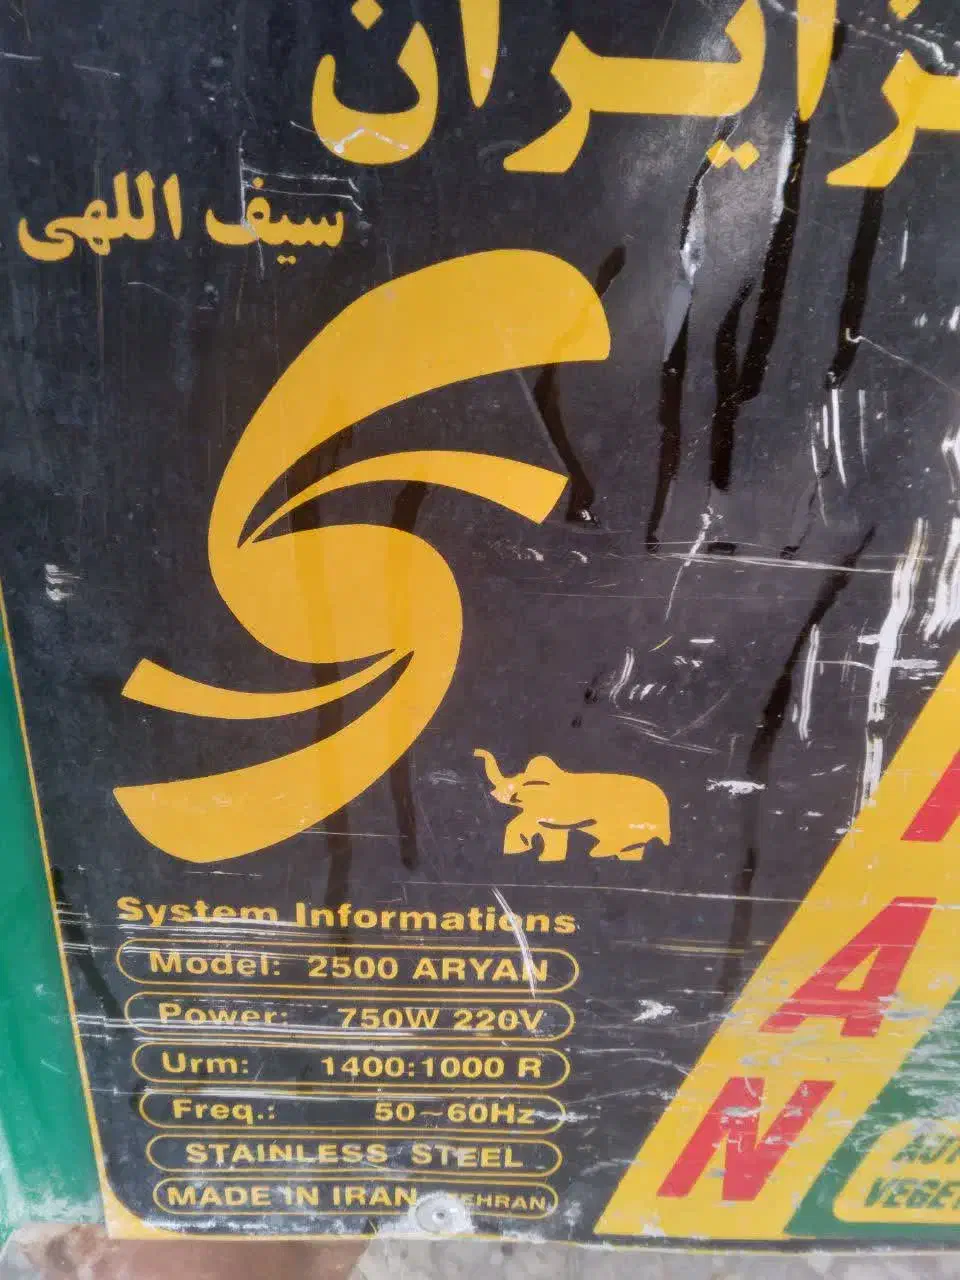 ایران
سیف اللهی
System Informations
Model: 2500 ARYAN
Power: 750W 220V
Urm: 1400:1000 R
Freq.: 50~60Hz
STAINLESS STEEL
MADE IN IRAN TEHRAN
A
N